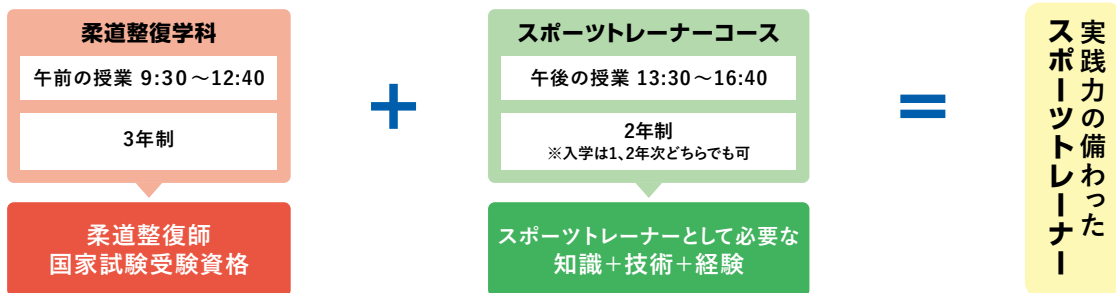 柔道整復学科
午前の授業 9:30～12:40
3年制
柔道整復師
国家試験受験資格
＋
スポーツトレーナーコース
午後の授業 13:30～16:40
2年制
※入学は1、2年次どちらでも可
スポーツトレーナーとして必要な
知識＋技術＋経験
＝
実践力の備わった
スポーツトレーナー